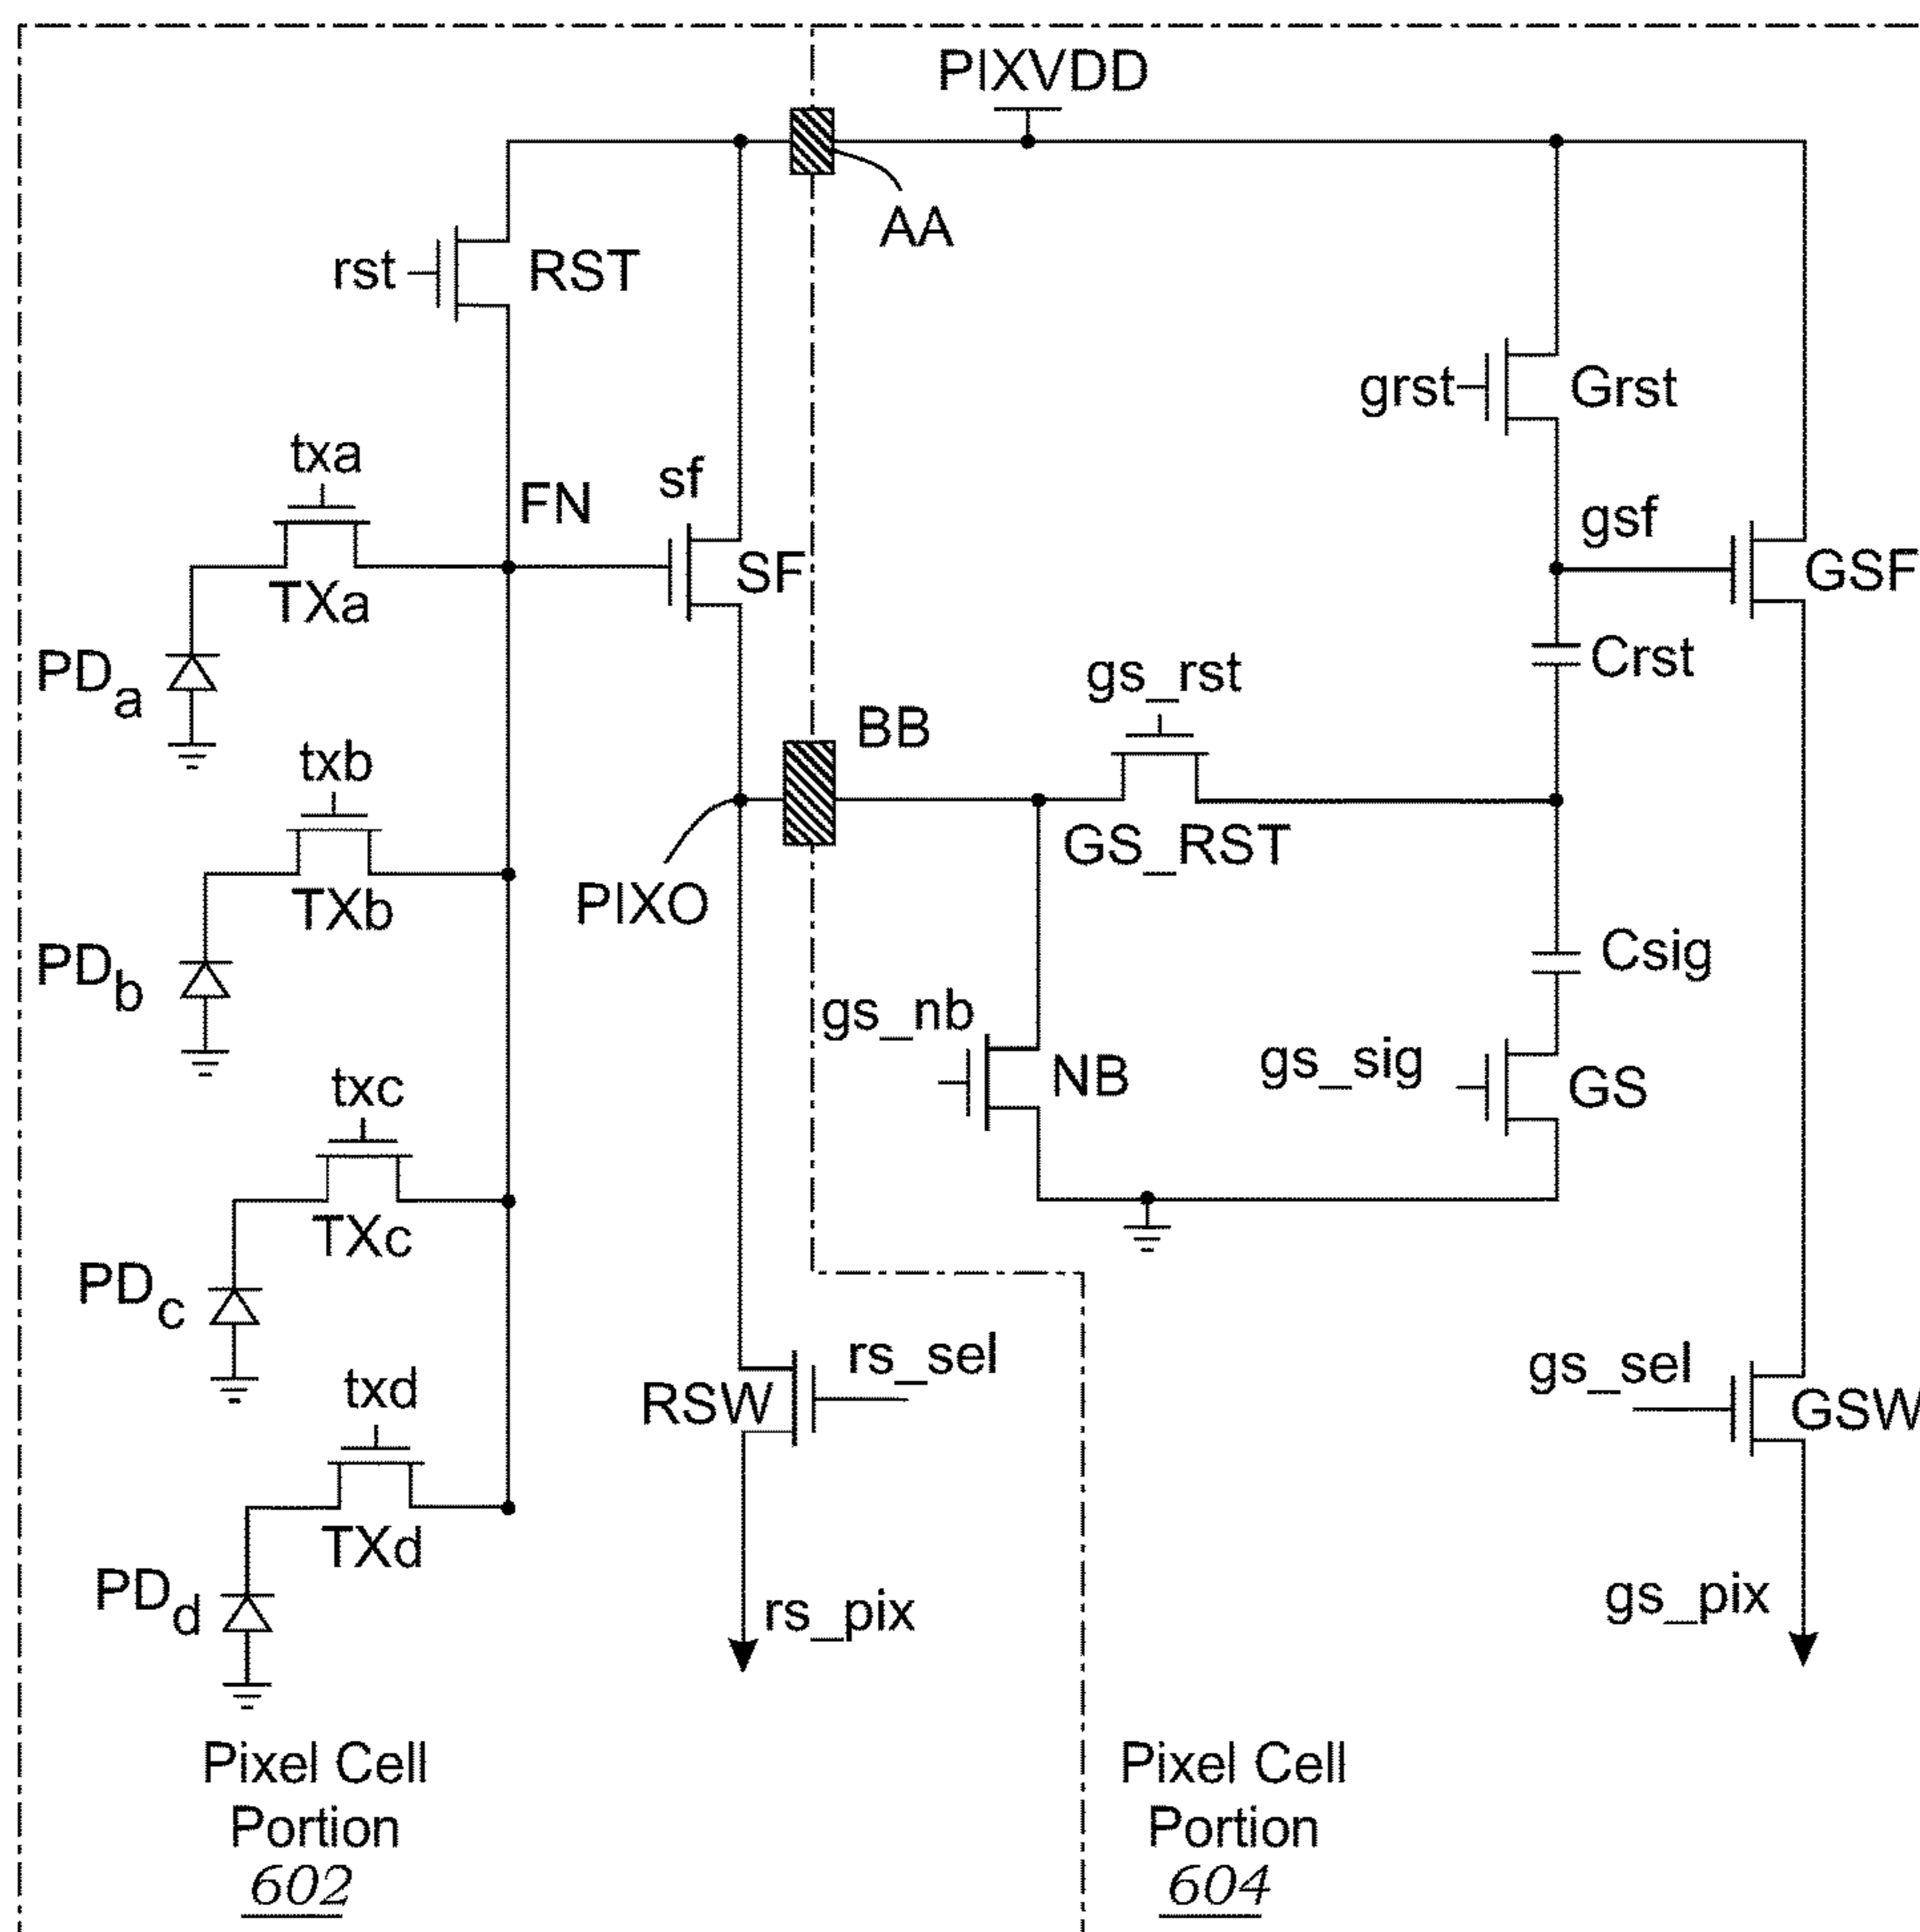 PIXVDD
AA
rst
RST
grst
Grst
txa
FN
sf
gsf
TXa
SF
GSF
PDa
gs_rst
Crst
BB
txb
GS_RST
TXb
PIXO
PDb
Csig
gs_nb
NB
gs_sig
GS
txc
TXc
PDc
rs_sel
gs_sel
txd
RSW
GSW
TXd
PDd
rs_pix
gs_pix
Pixel Cell
Portion
602
Pixel Cell
Portion
604